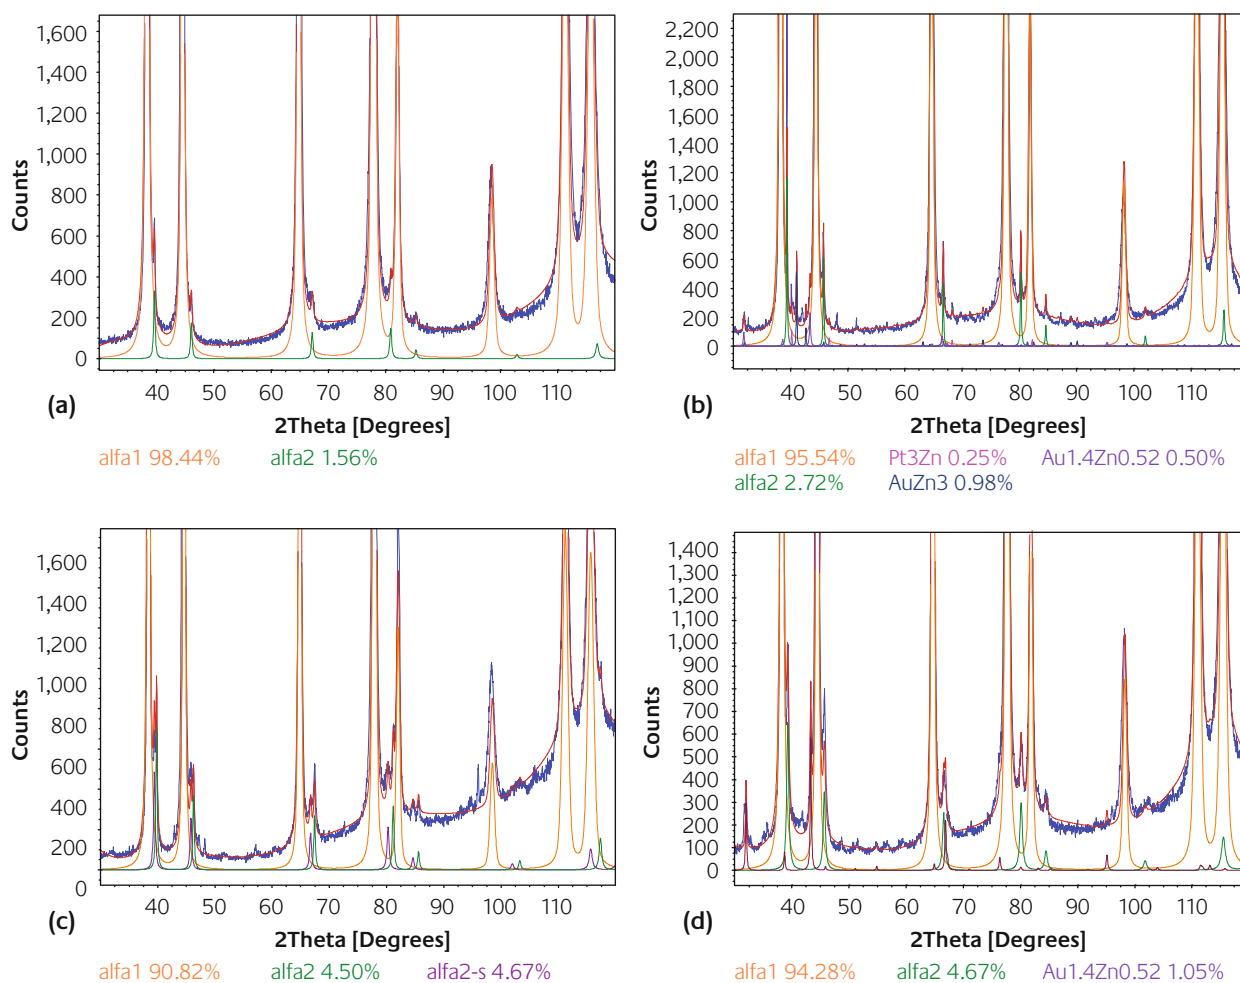 1,600
1,400
1,200
1,000
800
600
400
200
0
Counts
40 50 60 70 80 90 100 110
(a)
2Theta [Degrees]
alfa1 98.44% alfa2 1.56%
2,200
2,000
1,800
1,600
1,400
1,200
1,000
800
600
400
200
0
Counts
40 50 60 70 80 90 100 110
(b)
2Theta [Degrees]
alfa1 95.54% Pt3Zn 0.25% Au1.4Zn0.52 0.50%
alfa2 2.72% AuZn3 0.98%
1,600
1,400
1,200
1,000
800
600
400
200
0
Counts
40 50 60 70 80 90 100 110
(c)
2Theta [Degrees]
alfa1 90.82% alfa2 4.50% alfa2-s 4.67%
1,400
1,300
1,200
1,100
1,000
900
800
700
600
500
400
300
200
100
0
Counts
40 50 60 70 80 90 100 110
(d)
2Theta [Degrees]
alfa1 94.28% alfa2 4.67% Au1.4Zn0.52 1.05%